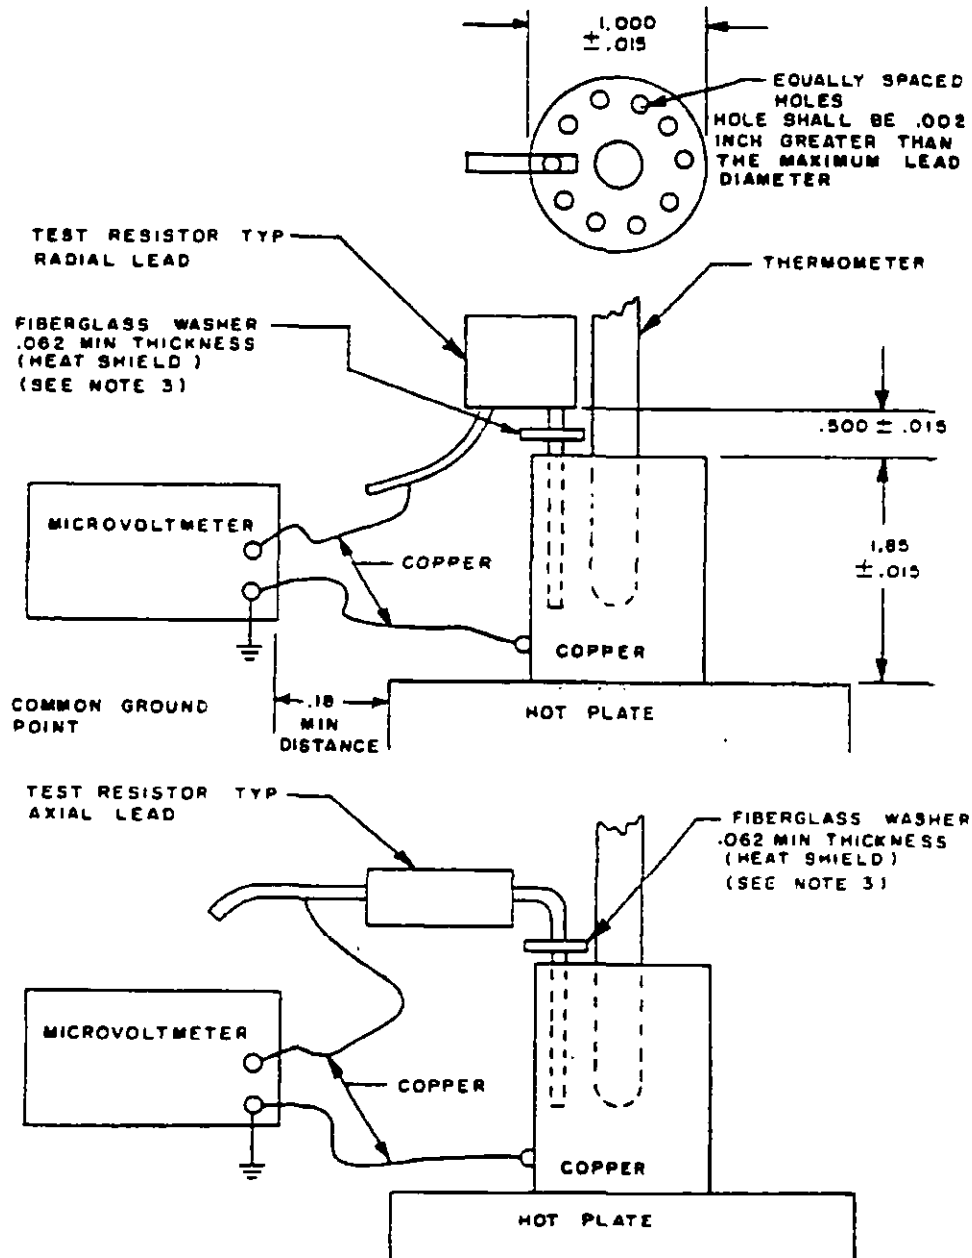 1.000
± .015
EQUALLY SPACED
HOLES
HOLE SHALL BE .002
INCH GREATER THAN
THE MAXIMUM LEAD
DIAMETER
TEST RESISTOR TYP
RADIAL LEAD
THERMOMETER
FIBERGLASS WASHER
.062 MIN THICKNESS
(HEAT SHIELD)
(SEE NOTE 3)
.500 ± .015
MICROVOLTMETER
COPPER
1.85
± .015
COPPER
COMMON GROUND
POINT
.18
MIN
DISTANCE
HOT PLATE
TEST RESISTOR TYP
AXIAL LEAD
FIBERGLASS WASHER
.062 MIN THICKNESS
(HEAT SHIELD)
(SEE NOTE 3)
MICROVOLTMETER
COPPER
COPPER
HOT PLATE